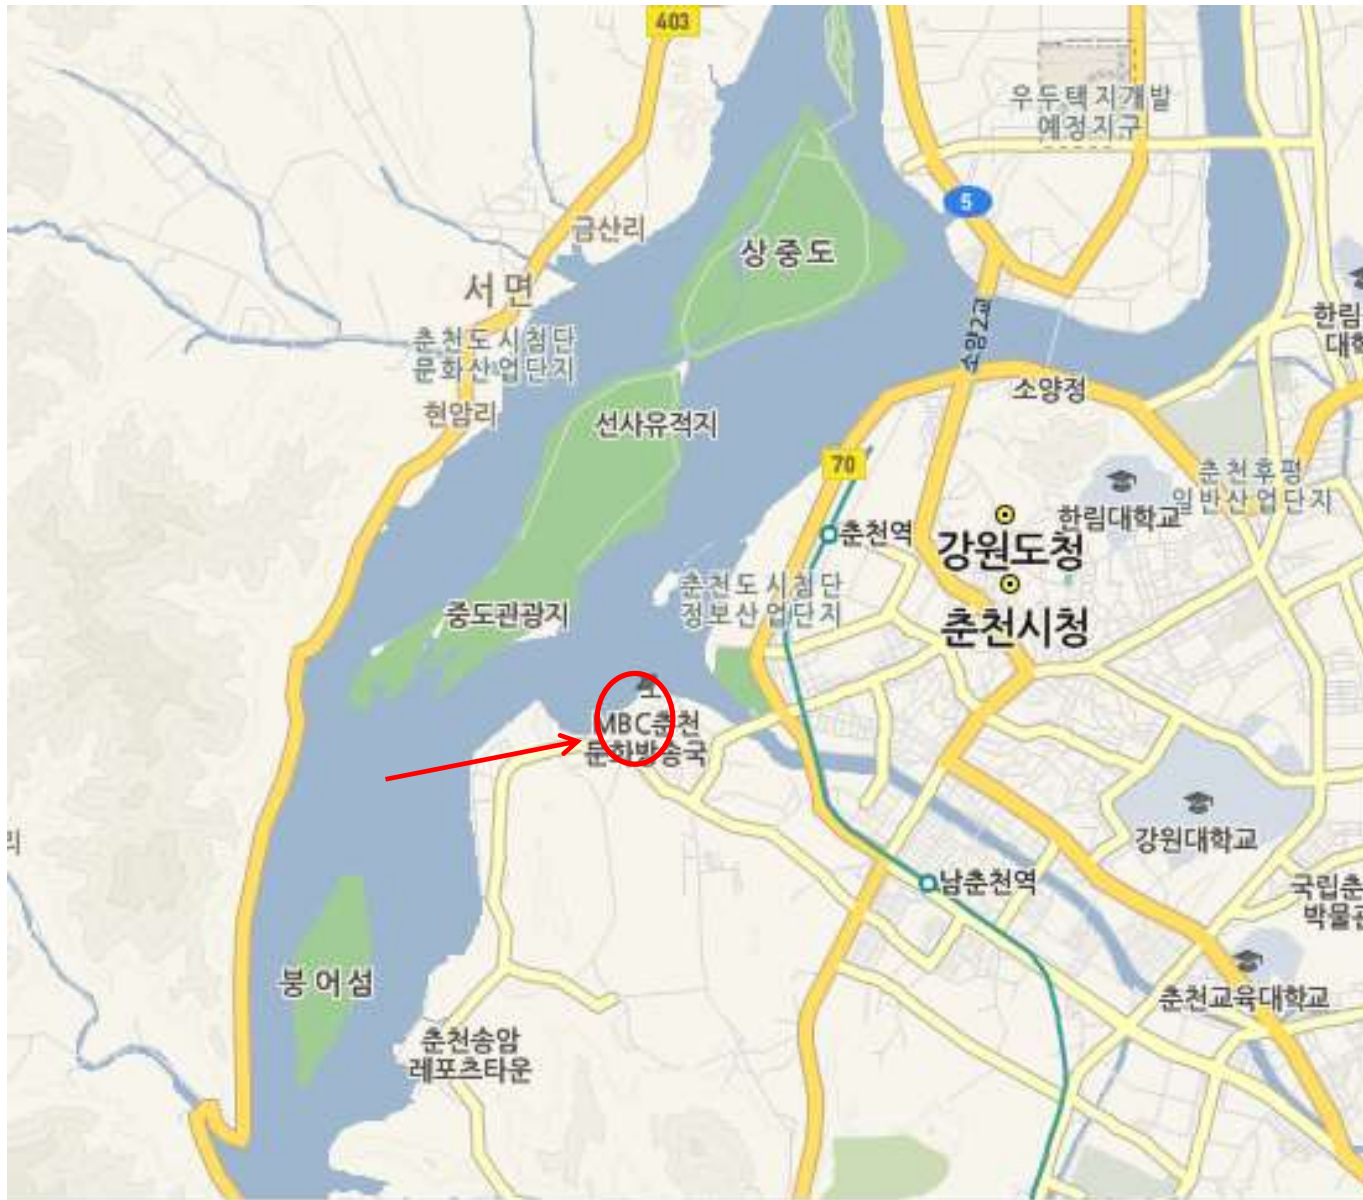 403
우두택지개발
예정지구
5
금산리
상중도
서면
소양2교
한림
춘천도시첨단
문화산업단지
소양정
현암리
선사유적지
70
춘천후평
일반산업단지
한림대학교
춘천역
강원도청
춘천도시첨단
정보산업단지
춘천시청
중도관광지
MBC춘천
문화방송국
강원대학교
리
남춘천역
국립춘
박물관
붕어섬
춘천교육대학교
춘천송암
레포츠타운